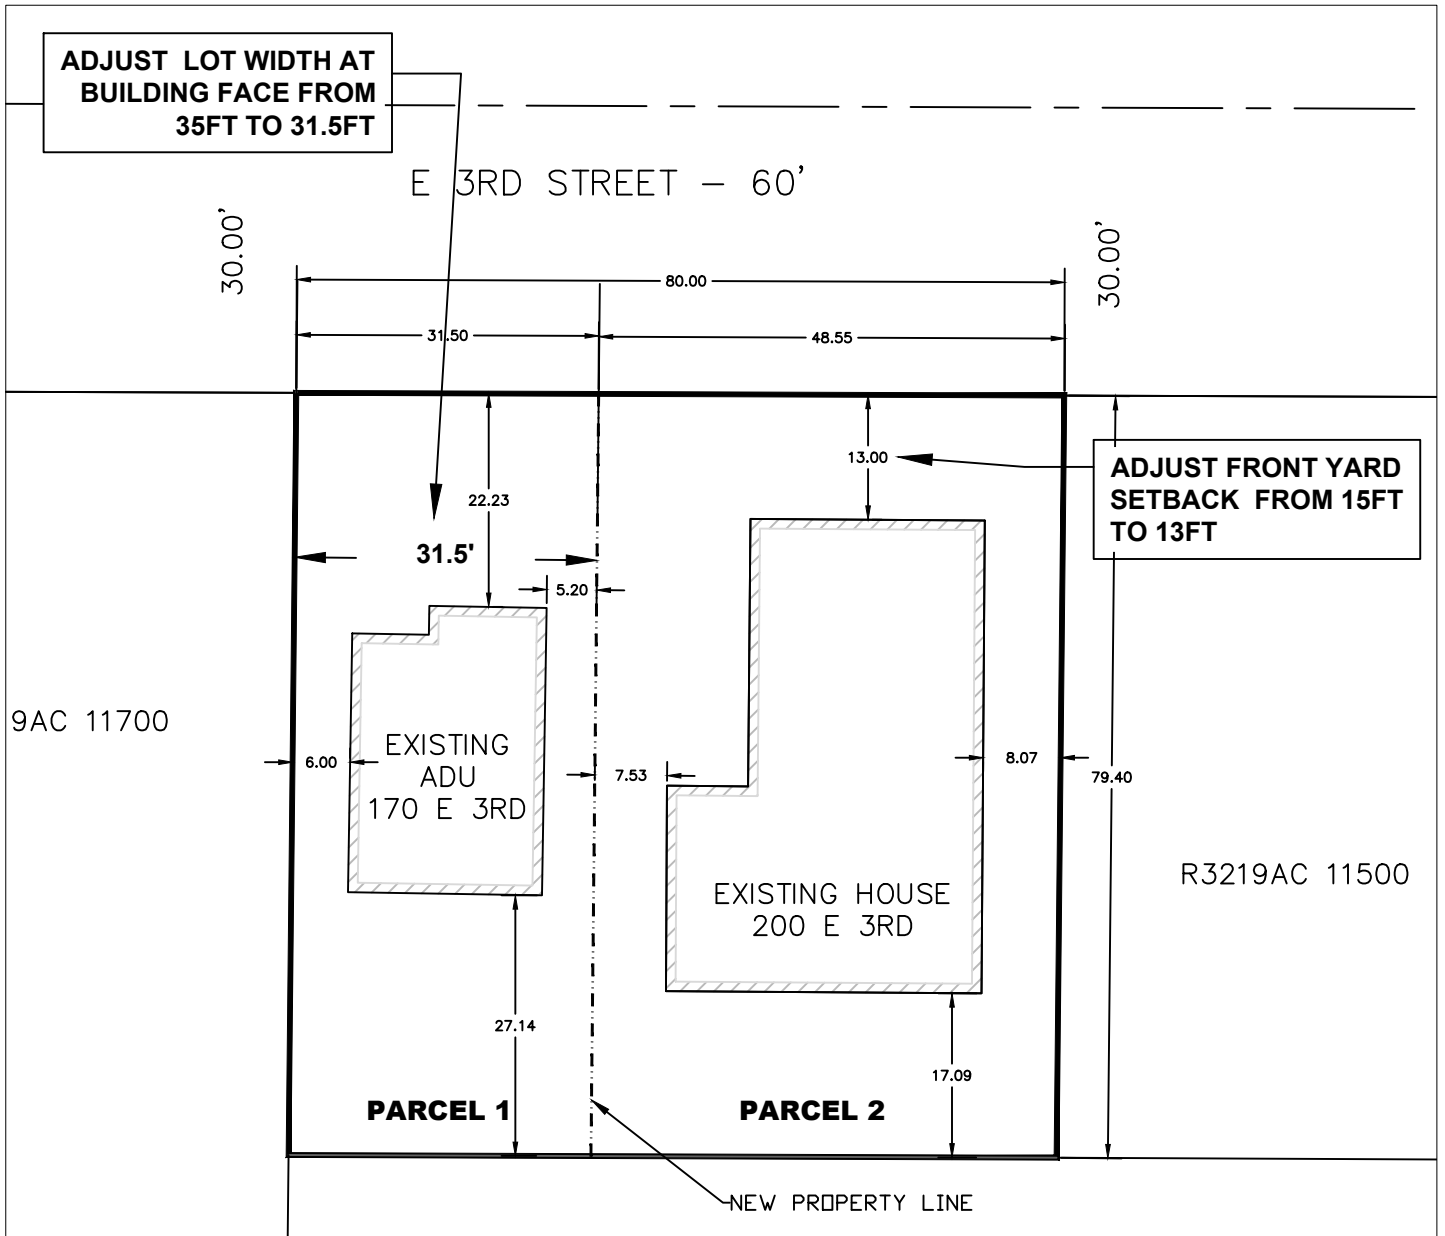 ADJUST LOT WIDTH AT
BUILDING FACE FROM
35FT TO 31.5FT
E 3RD STREET - 60'
30.00'
30.00'
80.00
31.50
48.55
13.00
ADJUST FRONT YARD
SETBACK FROM 15FT
TO 13FT
22.23
31.5'
5.20
9AC 11700
EXISTING
ADU
170 E 3RD
6.00
7.53
8.07
79.40
R3219AC 11500
EXISTING HOUSE
200 E 3RD
27.14
17.09
PARCEL 1
PARCEL 2
NEW PROPERTY LINE